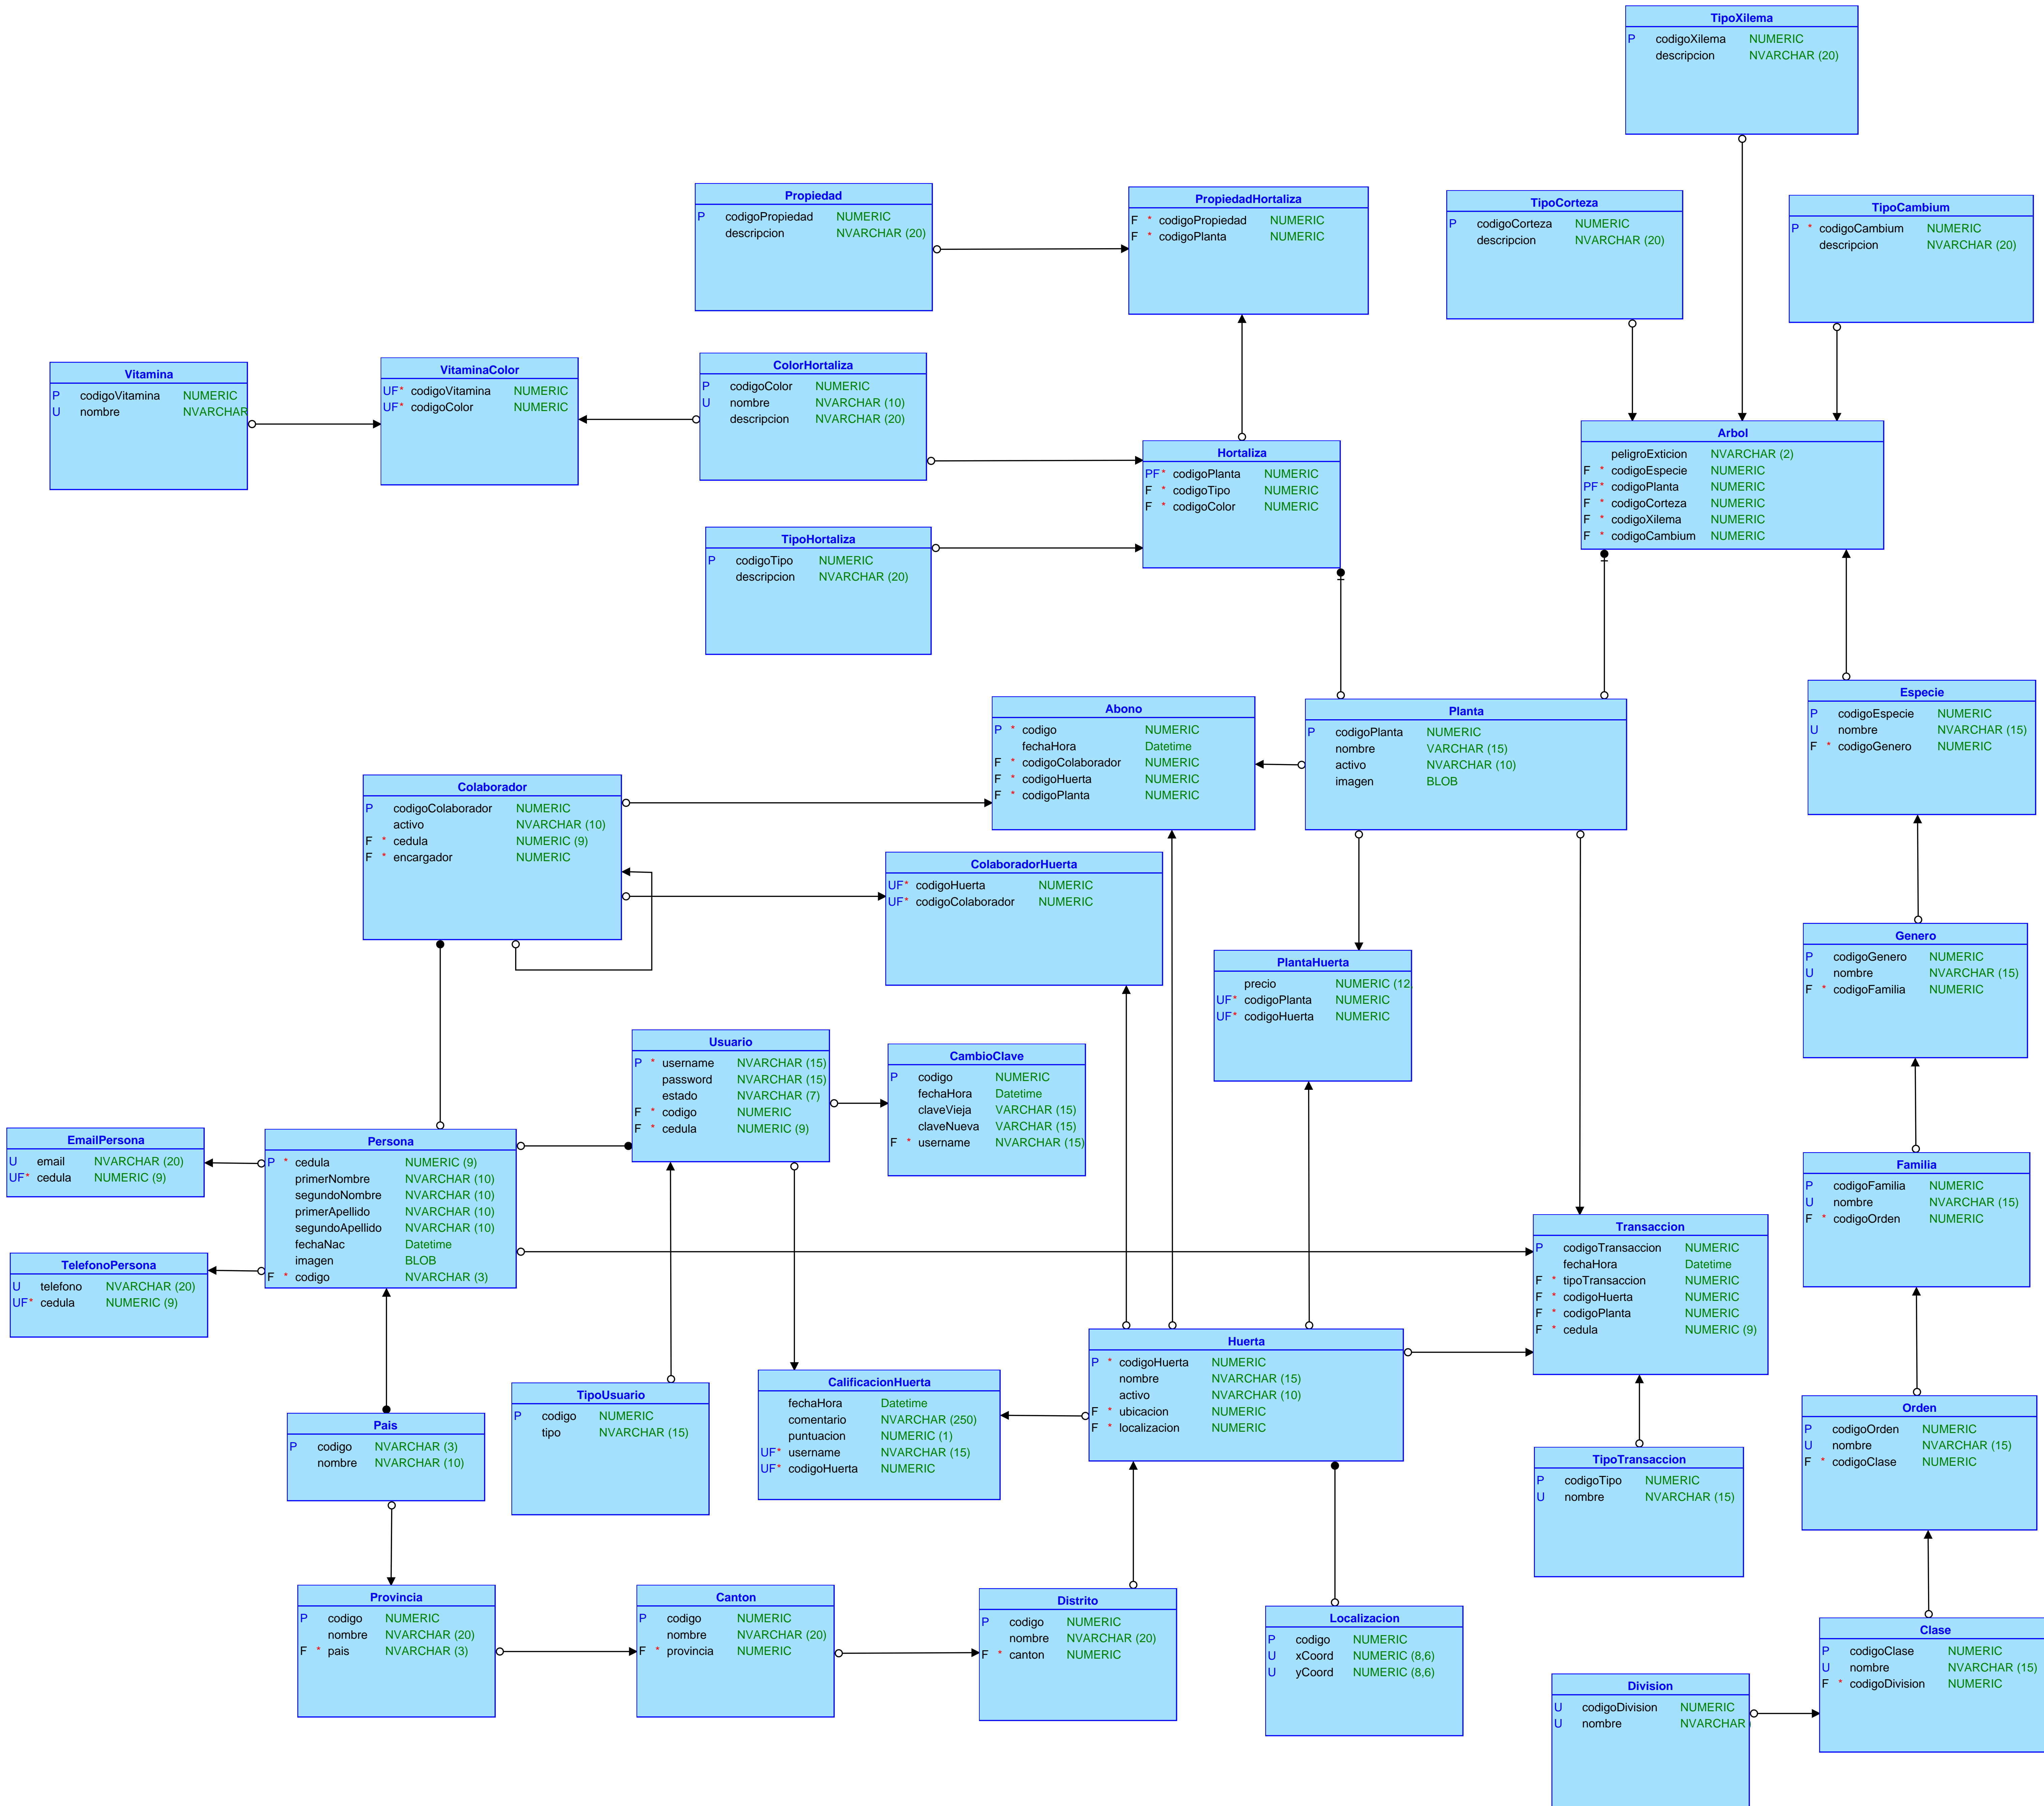 TipoXilema
P codigoXilema NUMERIC
descripcion NVARCHAR (20)
Propiedad
P codigoPropiedad NUMERIC
descripcion NVARCHAR (20)
PropiedadHortaliza
F * codigoPropiedad NUMERIC
F * codigoPlanta NUMERIC
TipoCorteza
P codigoCorteza NUMERIC
descripcion NVARCHAR (20)
TipoCambium
P * codigoCambium NUMERIC
descripcion NVARCHAR (20)
Vitamina
P codigoVitamina NUMERIC
U nombre NVARCHAR
VitaminaColor
UF* codigoVitamina NUMERIC
UF* codigoColor NUMERIC
ColorHortaliza
P codigoColor NUMERIC
U nombre NVARCHAR (10)
descripcion NVARCHAR (20)
Hortaliza
PF* codigoPlanta NUMERIC
F * codigoTipo NUMERIC
F * codigoColor NUMERIC
Arbol
peligroExticion NVARCHAR (2)
F * codigoEspecie NUMERIC
PF* codigoPlanta NUMERIC
F * codigoCorteza NUMERIC
F * codigoXilema NUMERIC
F * codigoCambium NUMERIC
TipoHortaliza
P codigoTipo NUMERIC
descripcion NVARCHAR (20)
Abono
P * codigo NUMERIC
fechaHora Datetime
F * codigoColaborador NUMERIC
F * codigoHuerta NUMERIC
F * codigoPlanta NUMERIC
Planta
P codigoPlanta NUMERIC
nombre VARCHAR (15)
activo NVARCHAR (10)
imagen BLOB
Especie
P codigoEspecie NUMERIC
U nombre NVARCHAR (15)
F * codigoGenero NUMERIC
Colaborador
P codigoColaborador NUMERIC
activo NVARCHAR (10)
F * cedula NUMERIC (9)
F * encargador NUMERIC
ColaboradorHuerta
UF* codigoHuerta NUMERIC
UF* codigoColaborador NUMERIC
PlantaHuerta
precio NUMERIC (12
UF* codigoPlanta NUMERIC
UF* codigoHuerta NUMERIC
Genero
P codigoGenero NUMERIC
U nombre NVARCHAR (15)
F * codigoFamilia NUMERIC
Usuario
P * username NVARCHAR (15)
password NVARCHAR (15)
estado NVARCHAR (7)
F * codigo NUMERIC
F * cedula NUMERIC (9)
CambioClave
P codigo NUMERIC
fechaHora Datetime
claveVieja VARCHAR (15)
claveNueva VARCHAR (15)
F * username NVARCHAR (15)
EmailPersona
U email NVARCHAR (20)
UF* cedula NUMERIC (9)
Persona
P * cedula NUMERIC (9)
primerNombre NVARCHAR (10)
segundoNombre NVARCHAR (10)
primerApellido NVARCHAR (10)
segundoApellido NVARCHAR (10)
fechaNac Datetime
imagen BLOB
F * codigo NVARCHAR (3)
Familia
P codigoFamilia NUMERIC
U nombre NVARCHAR (15)
F * codigoOrden NUMERIC
TelefonoPersona
U telefono NVARCHAR (20)
UF* cedula NUMERIC (9)
Transaccion
P codigoTransaccion NUMERIC
fechaHora Datetime
F * tipoTransaccion NUMERIC
F * codigoHuerta NUMERIC
F * codigoPlanta NUMERIC
F * cedula NUMERIC (9)
Huerta
P * codigoHuerta NUMERIC
nombre NVARCHAR (15)
activo NVARCHAR (10)
F * ubicacion NUMERIC
F * localizacion NUMERIC
CalificacionHuerta
fechaHora Datetime
comentario NVARCHAR (250)
puntuacion NUMERIC (1)
UF* username NVARCHAR (15)
UF* codigoHuerta NUMERIC
TipoUsuario
P codigo NUMERIC
tipo NVARCHAR (15)
Pais
P codigo NVARCHAR (3)
nombre NVARCHAR (10)
Orden
P codigoOrden NUMERIC
U nombre NVARCHAR (15)
F * codigoClase NUMERIC
TipoTransaccion
P codigoTipo NUMERIC
U nombre NVARCHAR (15)
Provincia
P codigo NUMERIC
nombre NVARCHAR (20)
F * pais NVARCHAR (3)
Canton
P codigo NUMERIC
nombre NVARCHAR (20)
F * provincia NUMERIC
Distrito
P codigo NUMERIC
nombre NVARCHAR (20)
F * canton NUMERIC
Localizacion
P codigo NUMERIC
U xCoord NUMERIC (8,6)
U yCoord NUMERIC (8,6)
Clase
P codigoClase NUMERIC
U nombre NVARCHAR (15)
F * codigoDivision NUMERIC
Division
U codigoDivision NUMERIC
U nombre NVARCHAR